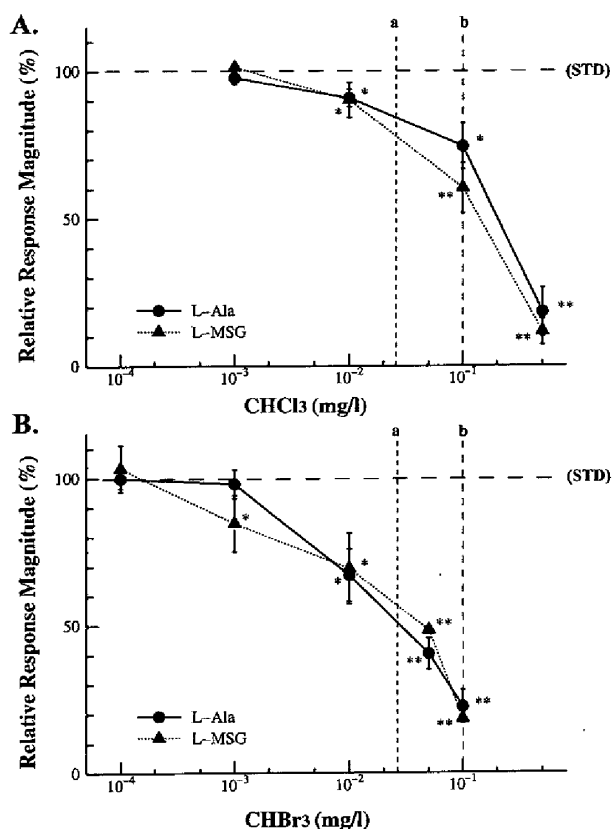 A.
a
b
(STD)
Relative Response Magnitude (%)
100
50
0
* 
*
*
**
**
**
L-Ala
L-MSG
10⁻⁴
10⁻³
10⁻²
10⁻¹
CHCl3 (mg/l)
B.
a
b
(STD)
Relative Response Magnitude (%)
100
50
0
*
*
*
**
**
**
**
L-Ala
L-MSG
10⁻⁴
10⁻³
10⁻²
10⁻¹
CHBr3 (mg/l)